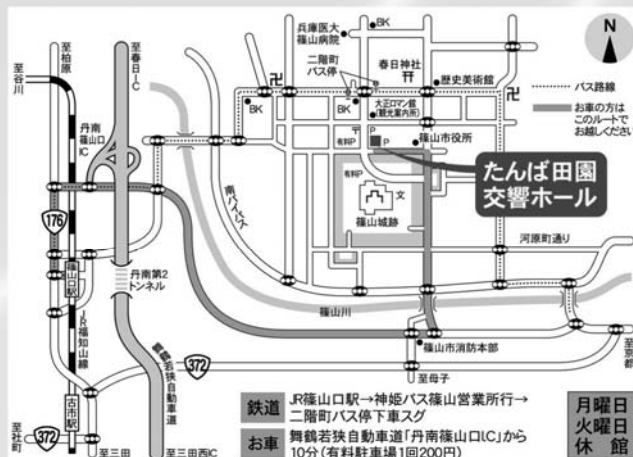 至柏原
至谷川
至春日IC
兵庫医大
篠山病院
BK
二階町
バス停
春日神社
歴史美術館
N
バス路線
お車の方は
このルートで
お越しください
丹南
篠山口
IC
BK
BK
大正ロマン館
(観光案内所)
有料P
〒
P
P
篠山市役所
たんば田園
交響ホール
南バイパス
有料P
文
篠山城跡
176
河原町通り
篠山口駅
丹南第2
トンネル
JR福知山線
篠山川
舞鶴若狭自動車道
372
篠山市消防本部
至京都
至母子
古市駅
至社町
372
至三田
至三田西IC
鉄道
JR篠山口駅→神姫バス篠山営業所行→
二階町バス停下車スグ
お車
舞鶴若狭自動車道「丹南篠山口I.C」から
10分(有料駐車場1回200円)
月曜日
火曜日
休館